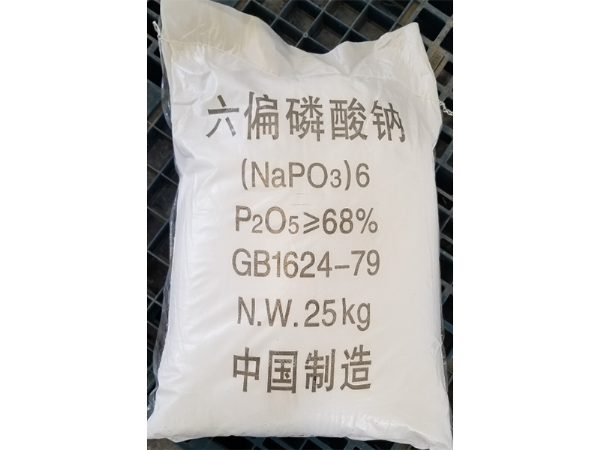 六偏磷酸钠
(NaPO3)6
P2O5≥68%
GB1624-79
N.W.25kg
中国制造